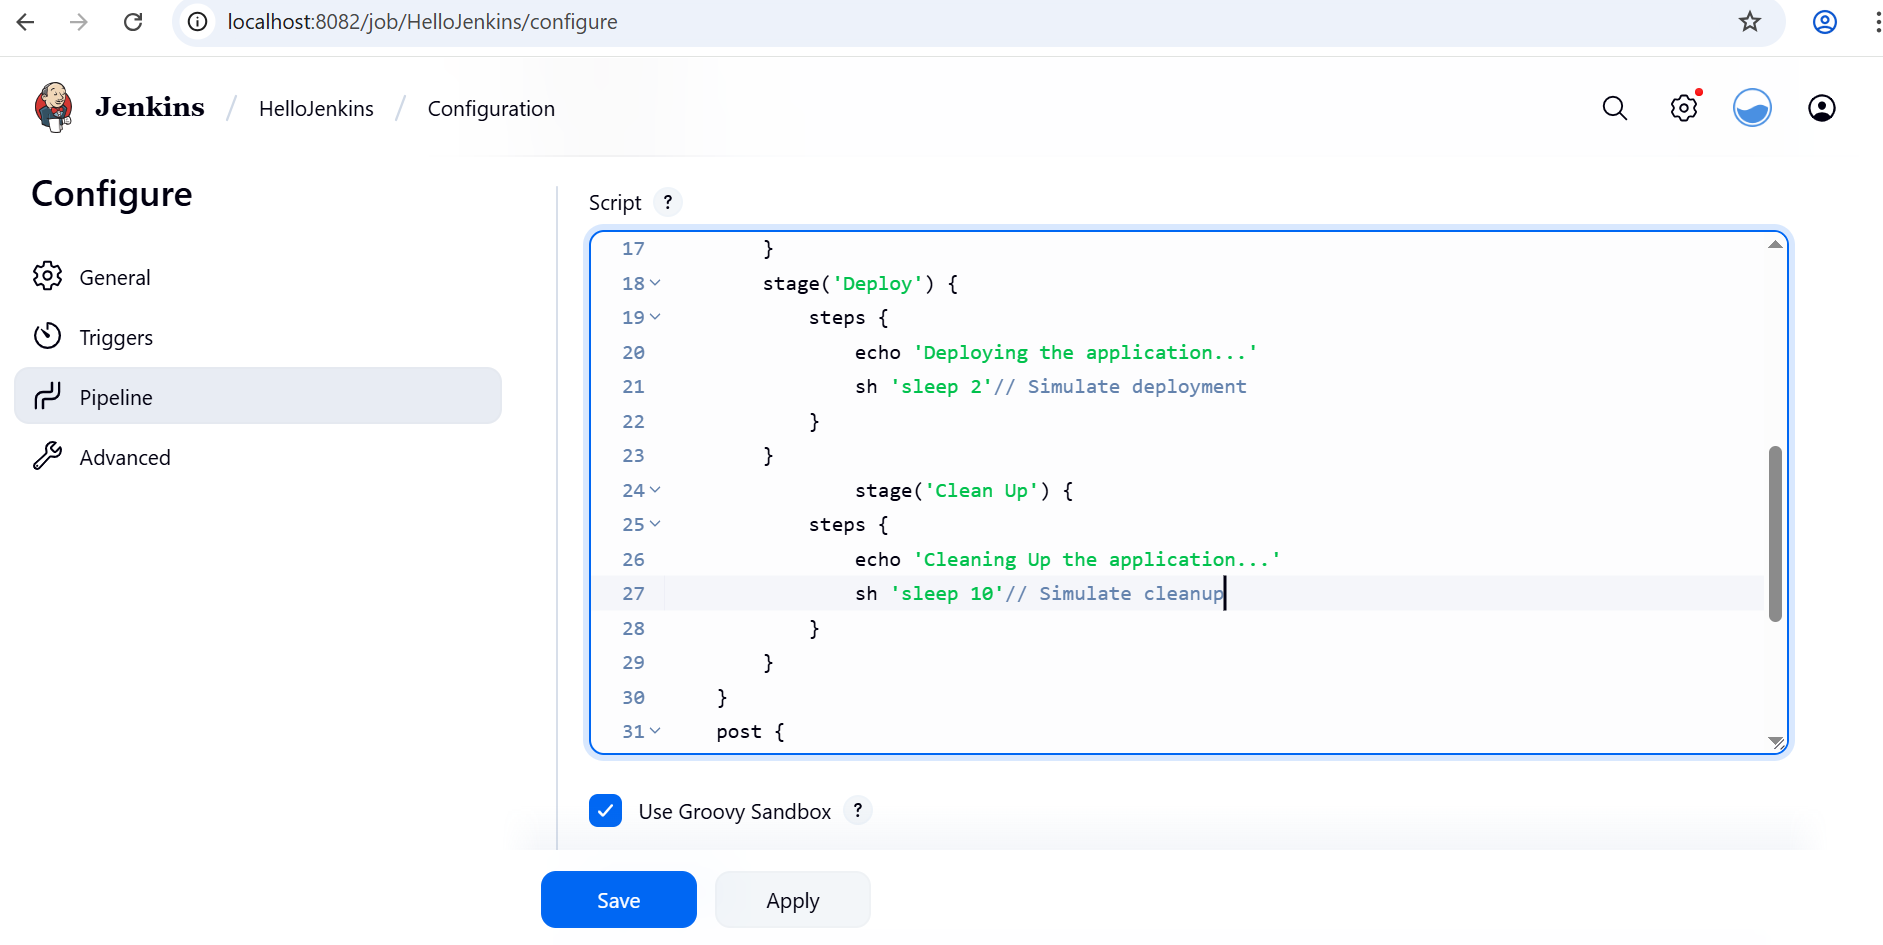 localhost:8082/job/HelloJenkins/configure
Jenkins / HelloJenkins / Configuration
Configure
General
Triggers
Pipeline
Advanced
Script ?
17 }
18 stage('Deploy') {
19 steps {
20 echo 'Deploying the application...'
21 sh 'sleep 2'// Simulate deployment
22 }
23 }
24 stage('Clean Up') {
25 steps {
26 echo 'Cleaning Up the application...'
27 sh 'sleep 10'// Simulate cleanup
28 }
29 }
30 }
31 post {
Use Groovy Sandbox ?
Save
Apply